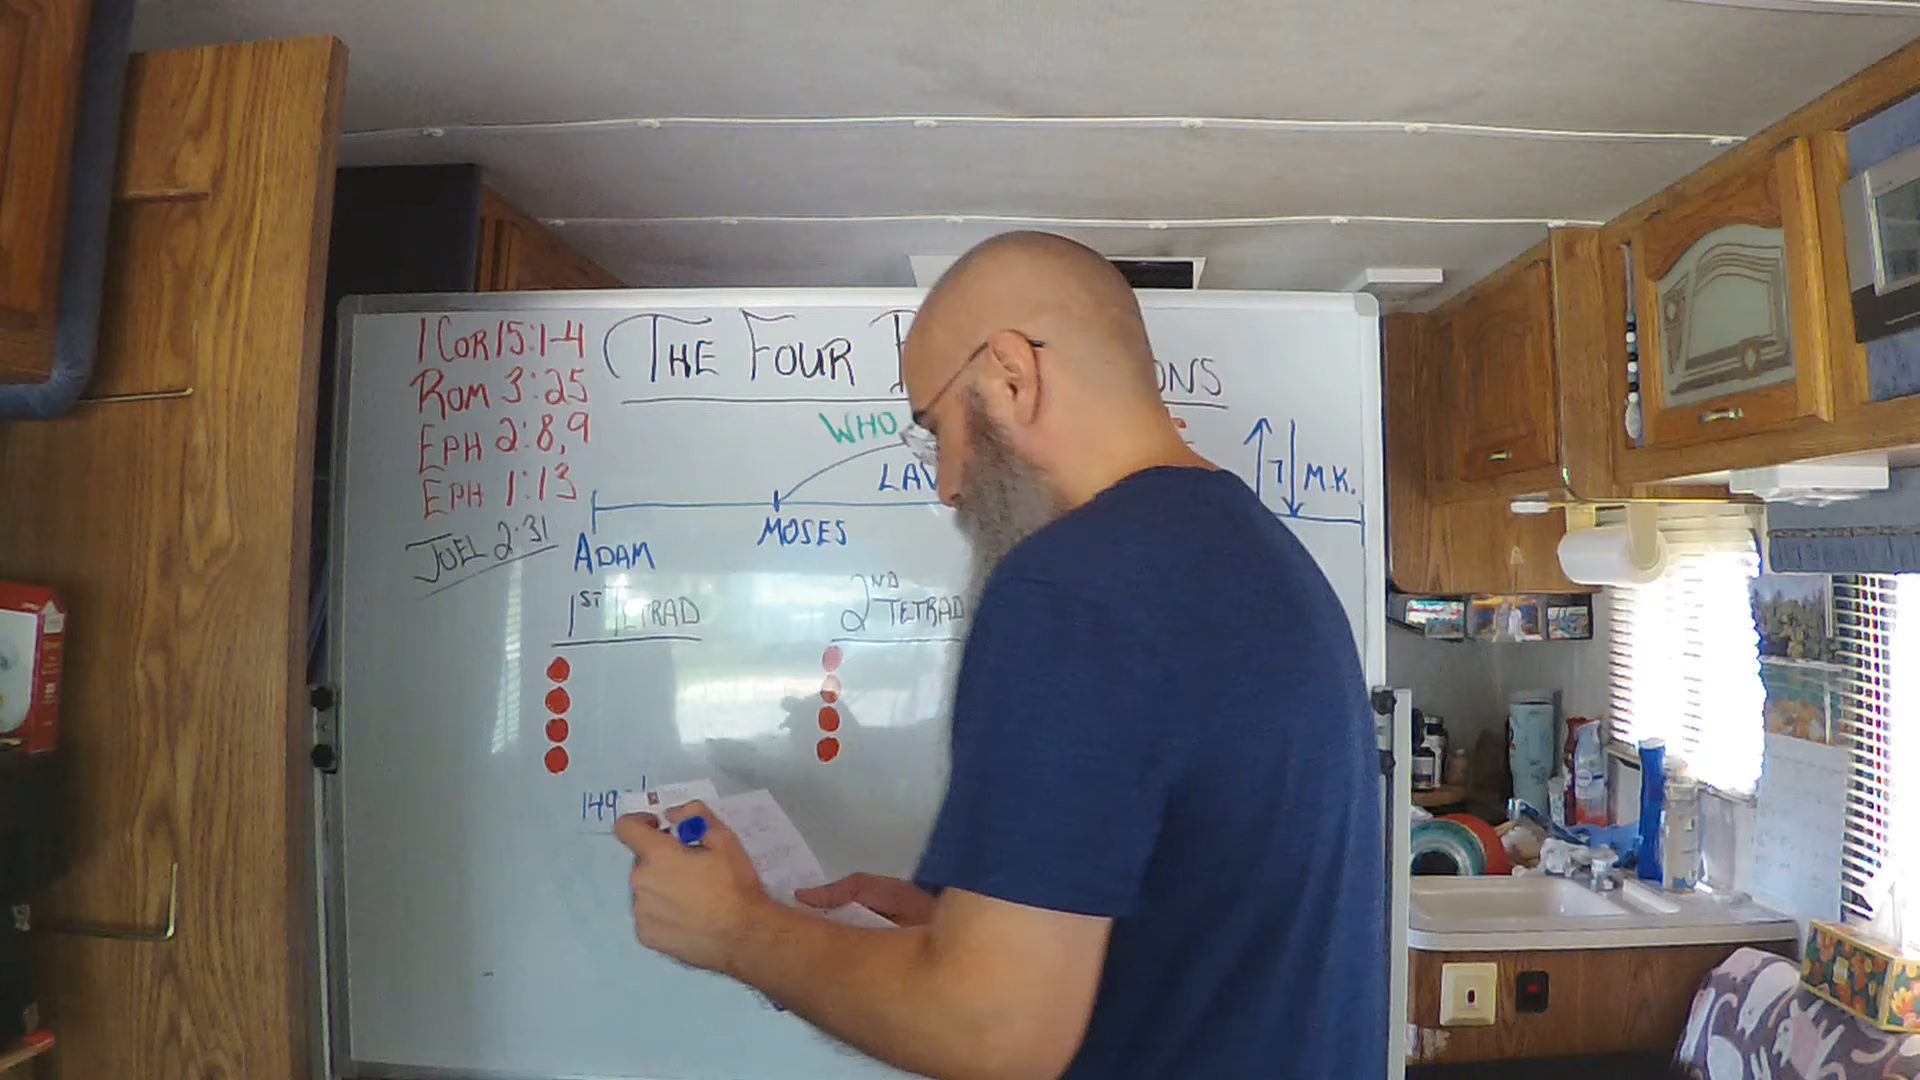 1 COR 15:1-4
ROM 3:25
EPH 2:8,9
EPH 1:13
JOEL 2:31
THE FOUR
ONS
WHO
LAW
7 M.K.
MOSES
ADAM
1ST TETRAD
2ND TETRAD
149